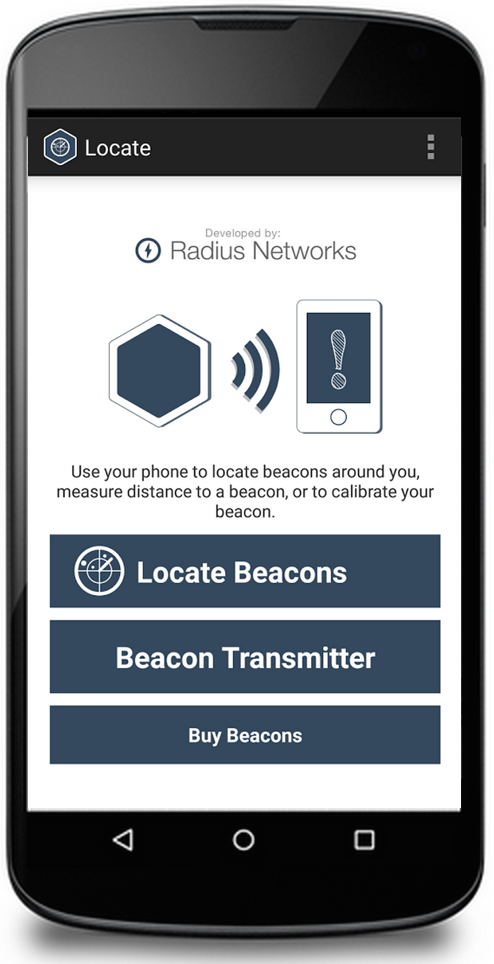 Locate
Developed by:
Radius Networks
Use your phone to locate beacons around you,
measure distance to a beacon, or to calibrate your
beacon.
Locate Beacons
Beacon Transmitter
Buy Beacons